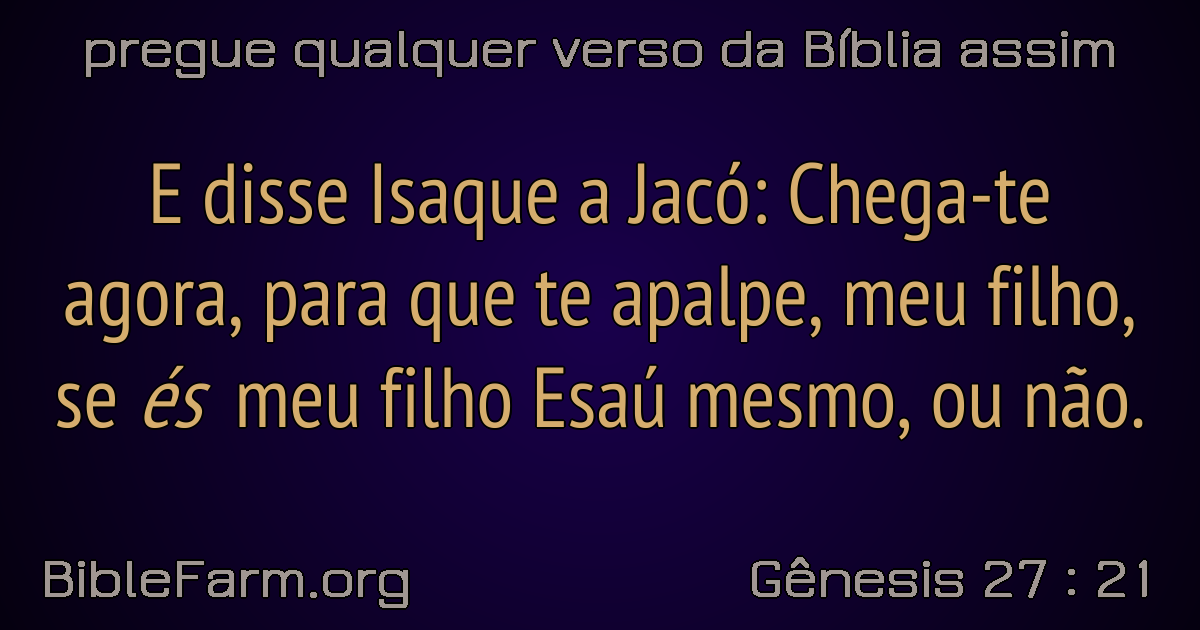 pregue qualquer verso da Bíblia assim
E disse Isaque a Jacó: Chega-te
agora, para que te apalpe, meu filho,
se és meu filho Esaú mesmo, ou não.
BibleFarm.org
Gênesis 27 : 21